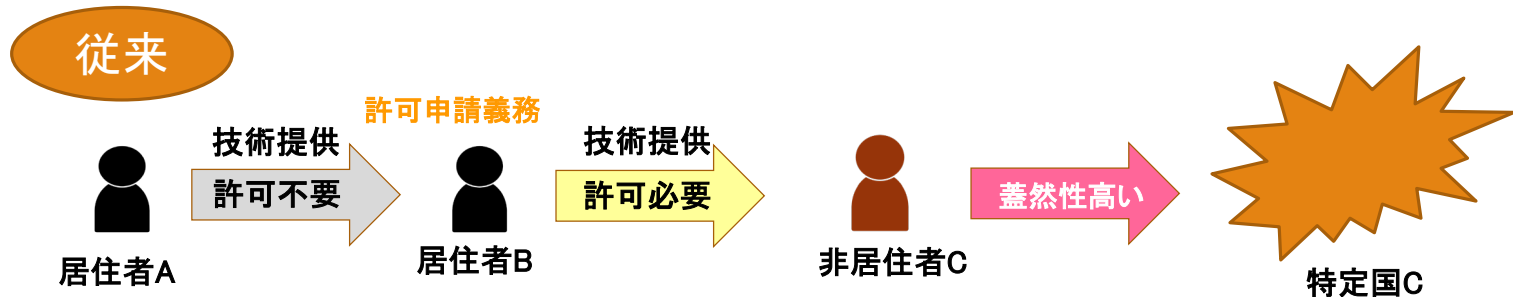 従来
許可申請義務
技術提供
許可不要
技術提供
許可必要
蓋然性高い
居住者A
居住者B
非居住者C
特定国C